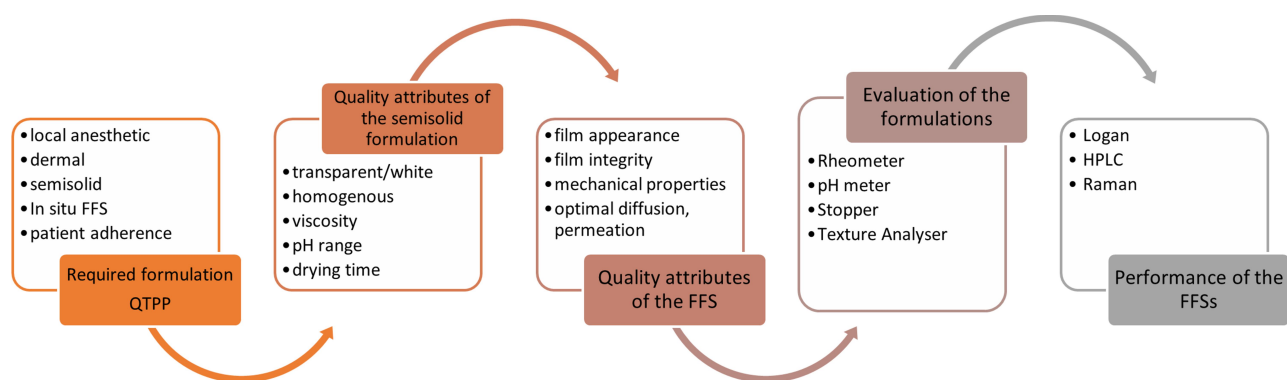 • local anesthetic
• dermal
• semisolid
• In situ FFS
• patient adherence
Required formulation
QTPP
Quality attributes of
the semisolid
formulation
• transparent/white
• homogenous
• viscosity
• pH range
• drying time
• film appearance
• film integrity
• mechanical properties
• optimal diffusion,
permeation
Quality attributes
of the FFS
Evaluation of the
formulations
• Rheometer
• pH meter
• Stopper
• Texture Analyser
• Logan
• HPLC
• Raman
Performance of the
FFSs